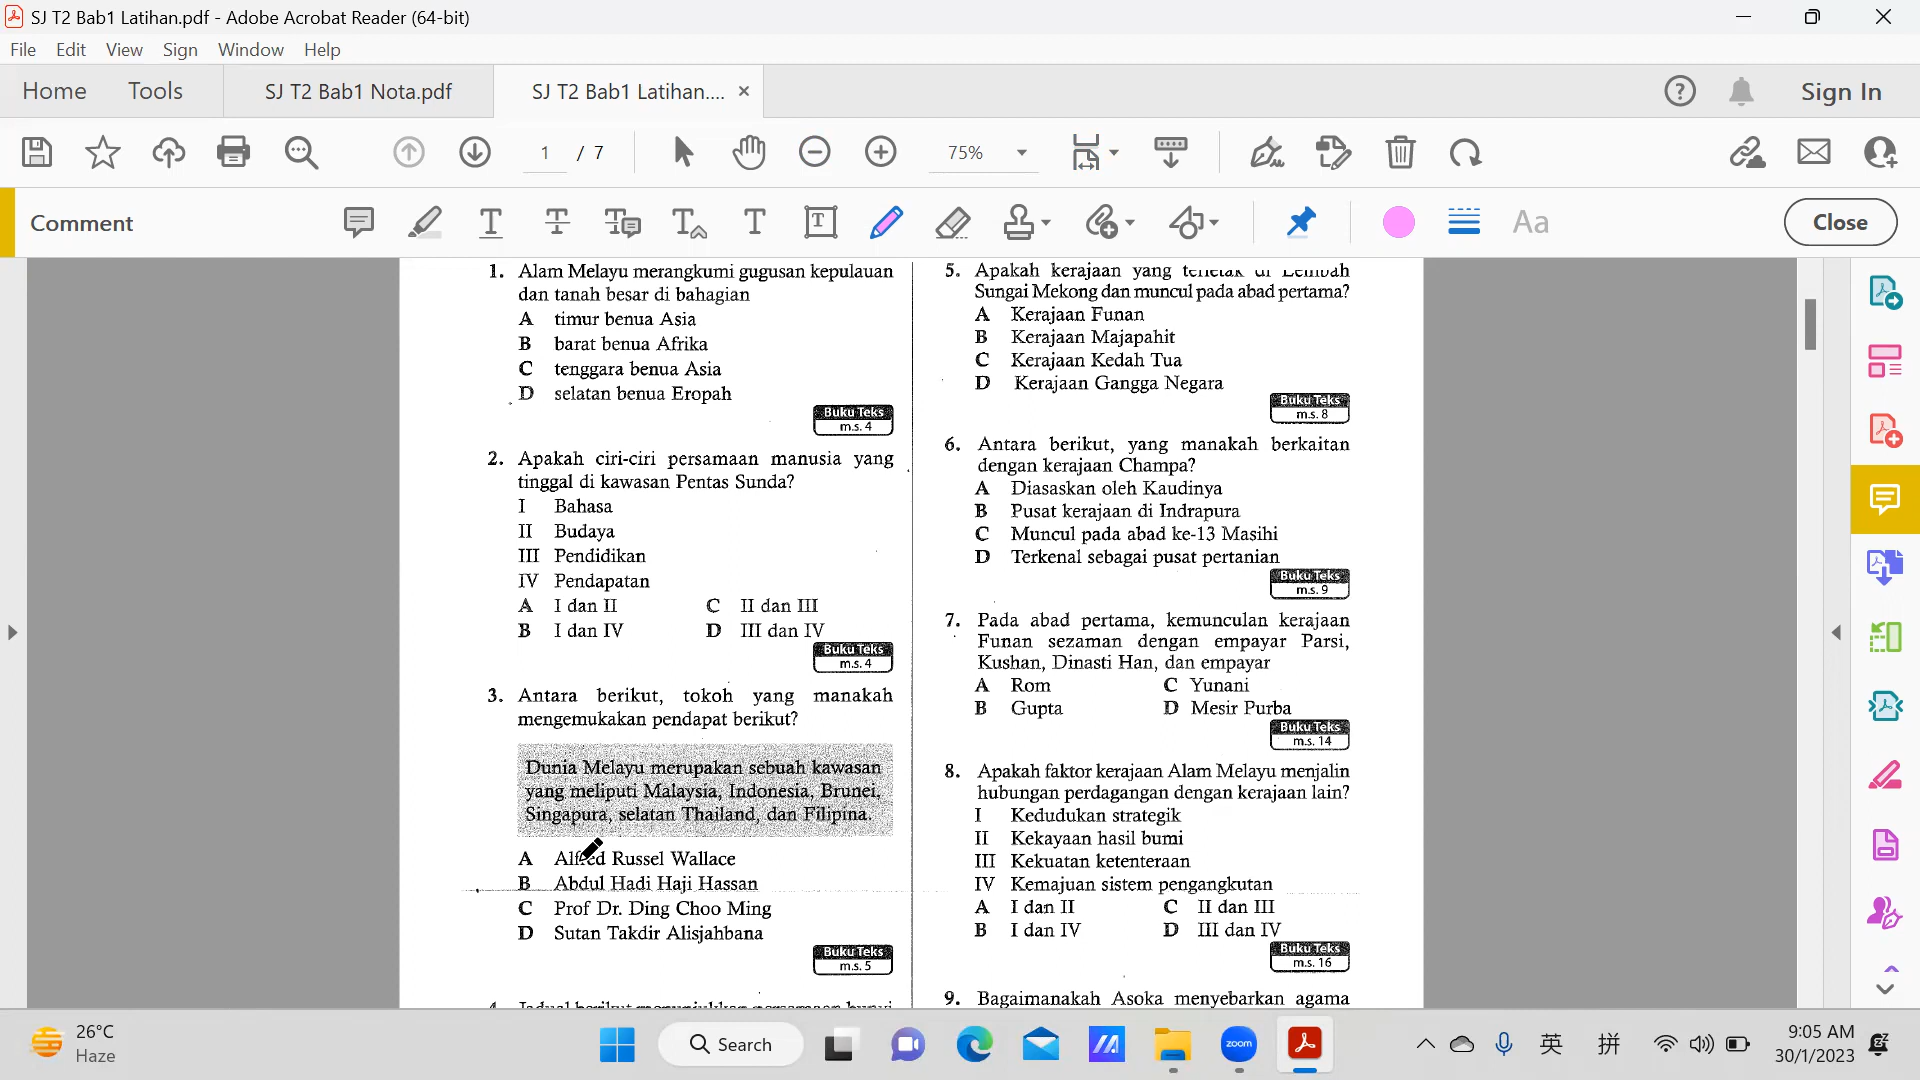 SJ T2 Bab1 Latihan.pdf - Adobe Acrobat Reader (64-bit)
File Edit View Sign Window Help
Home Tools SJ T2 Bab1 Nota.pdf SJ T2 Bab1 Latihan.... × Sign In
1 / 7 75%
Comment Aa Close
1. Alam Melayu merangkumi gugusan kepulauan
dan tanah besar di bahagian
A timur benua Asia
B barat benua Afrika
C tenggara benua Asia
D selatan benua Eropah
Buku Teks
m.s. 4
2. Apakah ciri-ciri persamaan manusia yang
tinggal di kawasan Pentas Sunda?
I Bahasa
II Budaya
III Pendidikan
IV Pendapatan
A I dan II C II dan III
B I dan IV D III dan IV
Buku Teks
m.s. 4
3. Antara berikut, tokoh yang manakah
mengemukakan pendapat berikut?
Dunia Melayu merupakan sebuah kawasan
yang meliputi Malaysia, Indonesia, Brunei,
Singapura, selatan Thailand, dan Filipina.
A Alfred Russel Wallace
B Abdul Hadi Haji Hassan
C Prof Dr. Ding Choo Ming
D Sutan Takdir Alisjahbana
Buku Teks
m.s. 5
5. Apakah kerajaan yang terletak di Lembah
Sungai Mekong dan muncul pada abad pertama?
A Kerajaan Funan
B Kerajaan Majapahit
C Kerajaan Kedah Tua
D Kerajaan Gangga Negara
Buku Teks
m.s. 8
6. Antara berikut, yang manakah berkaitan
dengan kerajaan Champa?
A Diasaskan oleh Kaudinya
B Pusat kerajaan di Indrapura
C Muncul pada abad ke-13 Masihi
D Terkenal sebagai pusat pertanian
Buku Teks
m.s. 9
7. Pada abad pertama, kemunculan kerajaan
Funan sezaman dengan empayar Parsi,
Kushan, Dinasti Han, dan empayar
A Rom C Yunani
B Gupta D Mesir Purba
Buku Teks
m.s. 14
8. Apakah faktor kerajaan Alam Melayu menjalin
hubungan perdagangan dengan kerajaan lain?
I Kedudukan strategik
II Kekayaan hasil bumi
III Kekuatan ketenteraan
IV Kemajuan sistem pengangkutan
A I dan II C II dan III
B I dan IV D III dan IV
Buku Teks
m.s. 16
9. Bagaimanakah Asoka menyebarkan agama
26°C
Haze
Search
zoom
英 拼
9:05 AM
30/1/2023